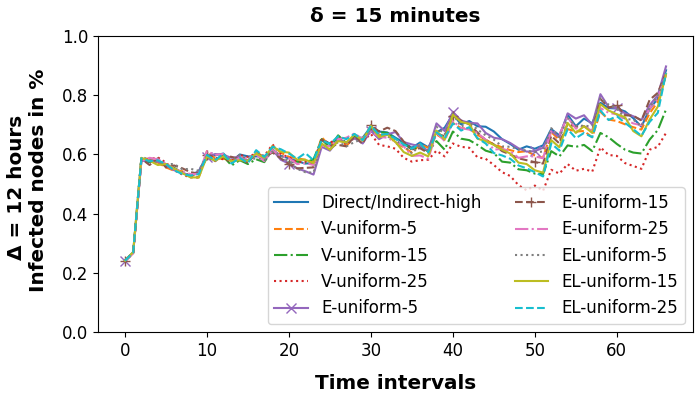 δ = 15 minutes
Δ = 12 hours
Infected nodes in %
1.0
0.8
0.6
0.4
0.2
0.0
0 10 20 30 40 50 60
Time intervals
Direct/Indirect-high
V-uniform-5
V-uniform-15
V-uniform-25
E-uniform-5
E-uniform-15
E-uniform-25
EL-uniform-5
EL-uniform-15
EL-uniform-25